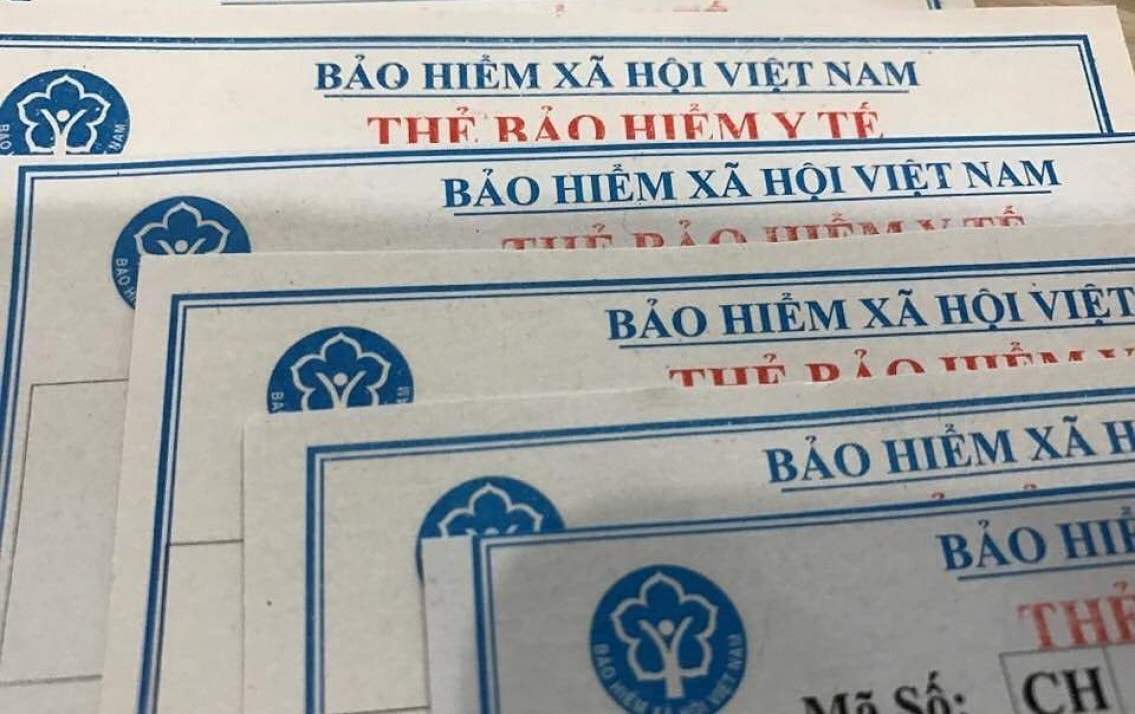 BẢO HIỂM XÃ HỘI VIỆT NAM
THẺ BẢO HIỂM Y TẾ
BẢO HIỂM XÃ HỘI VIỆT NAM
THẺ BẢO HIỂM Y TẾ
BẢO HIỂM XÃ HỘI VIỆT
THẺ BẢO HIỂM Y
BẢO HIỂM XÃ H
BẢO HIỂ
THẺ
BẢO HIỂM XÃ HỘI VIỆT NAM
Mã Số: CH